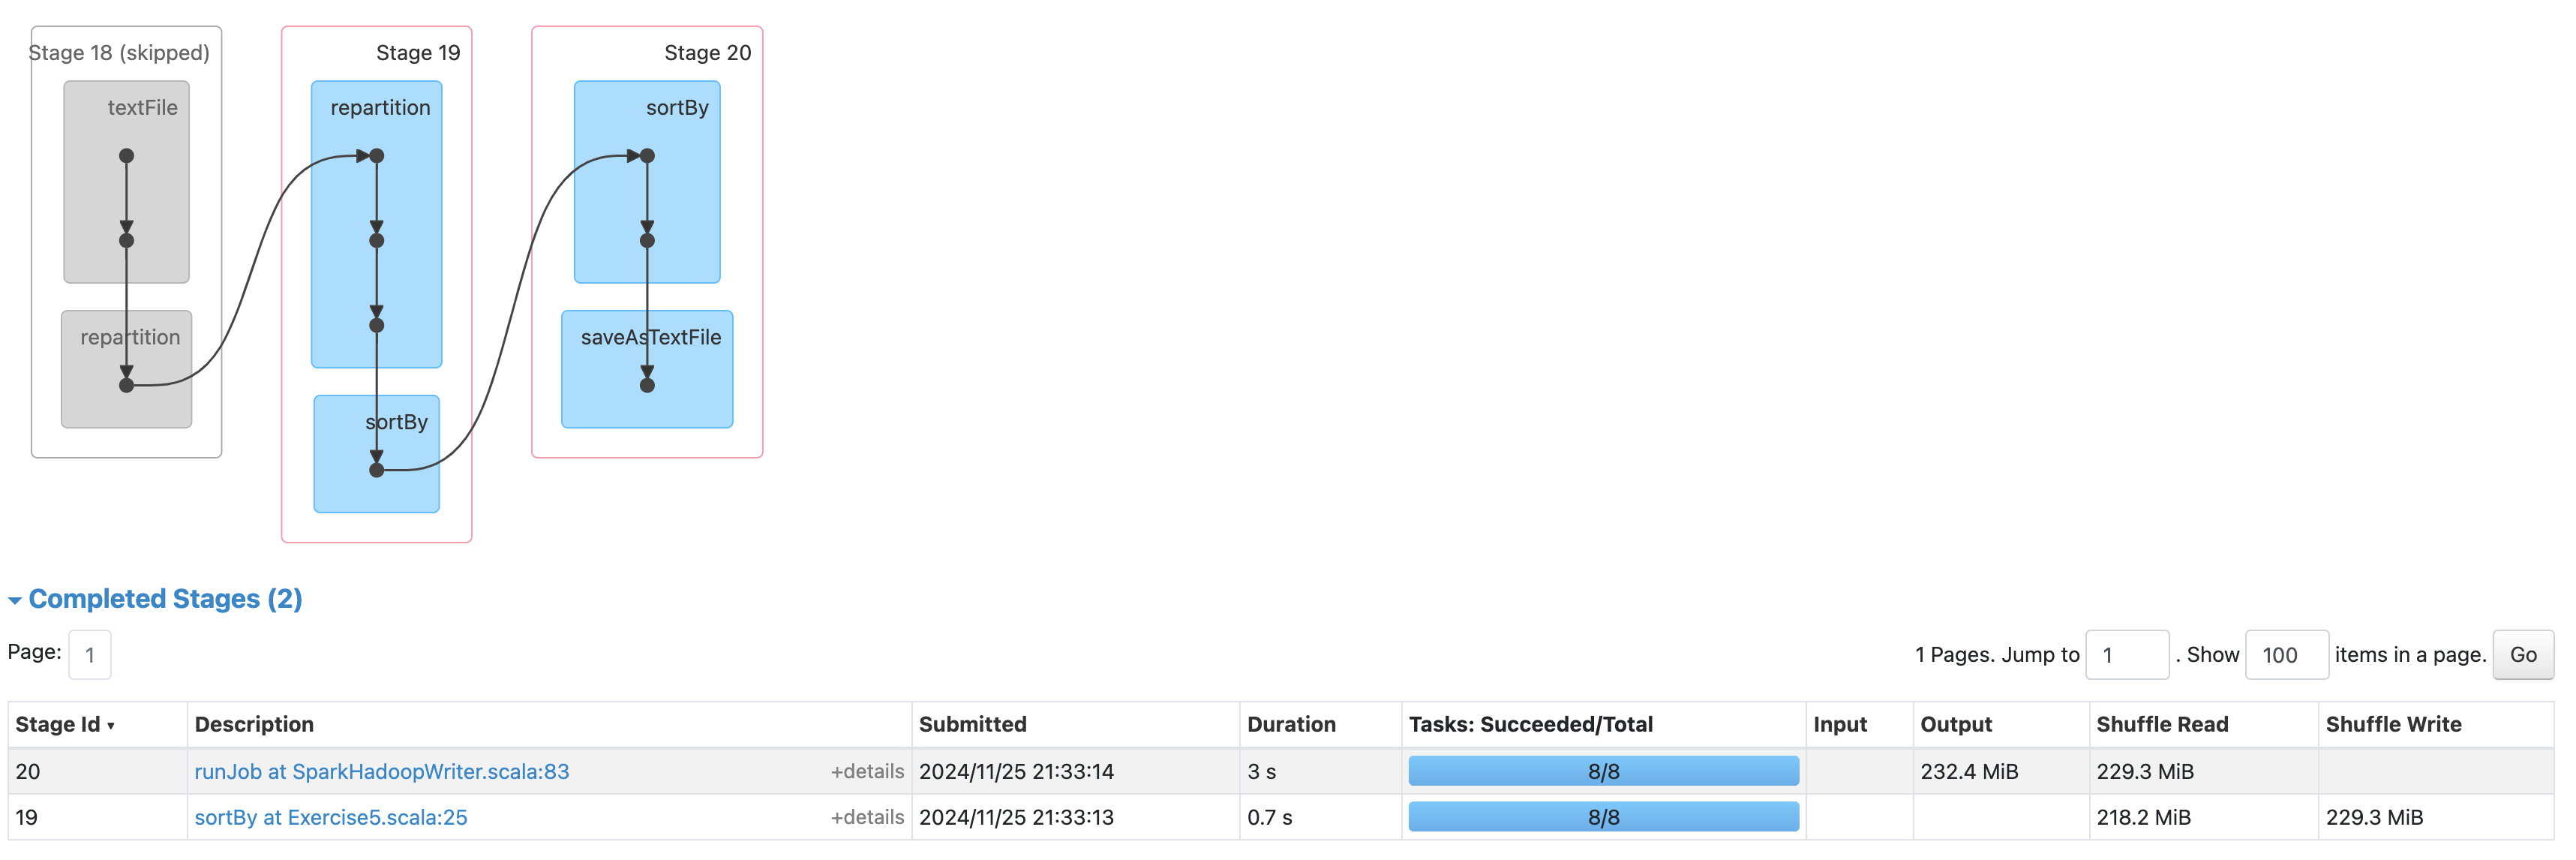 Stage 18 (skipped) Stage 19 Stage 20
textFile repartition sortBy
repartition saveAsTextFile
sortBy
Completed Stages (2)
Page: 1 1 Pages. Jump to 1 . Show 100 items in a page. Go
Stage Id ▾ Description Submitted Duration Tasks: Succeeded/Total Input Output Shuffle Read Shuffle Write
20 runJob at SparkHadoopWriter.scala:83 +details 2024/11/25 21:33:14 3 s 8/8 232.4 MiB 229.3 MiB
19 sortBy at Exercise5.scala:25 +details 2024/11/25 21:33:13 0.7 s 8/8 218.2 MiB 229.3 MiB